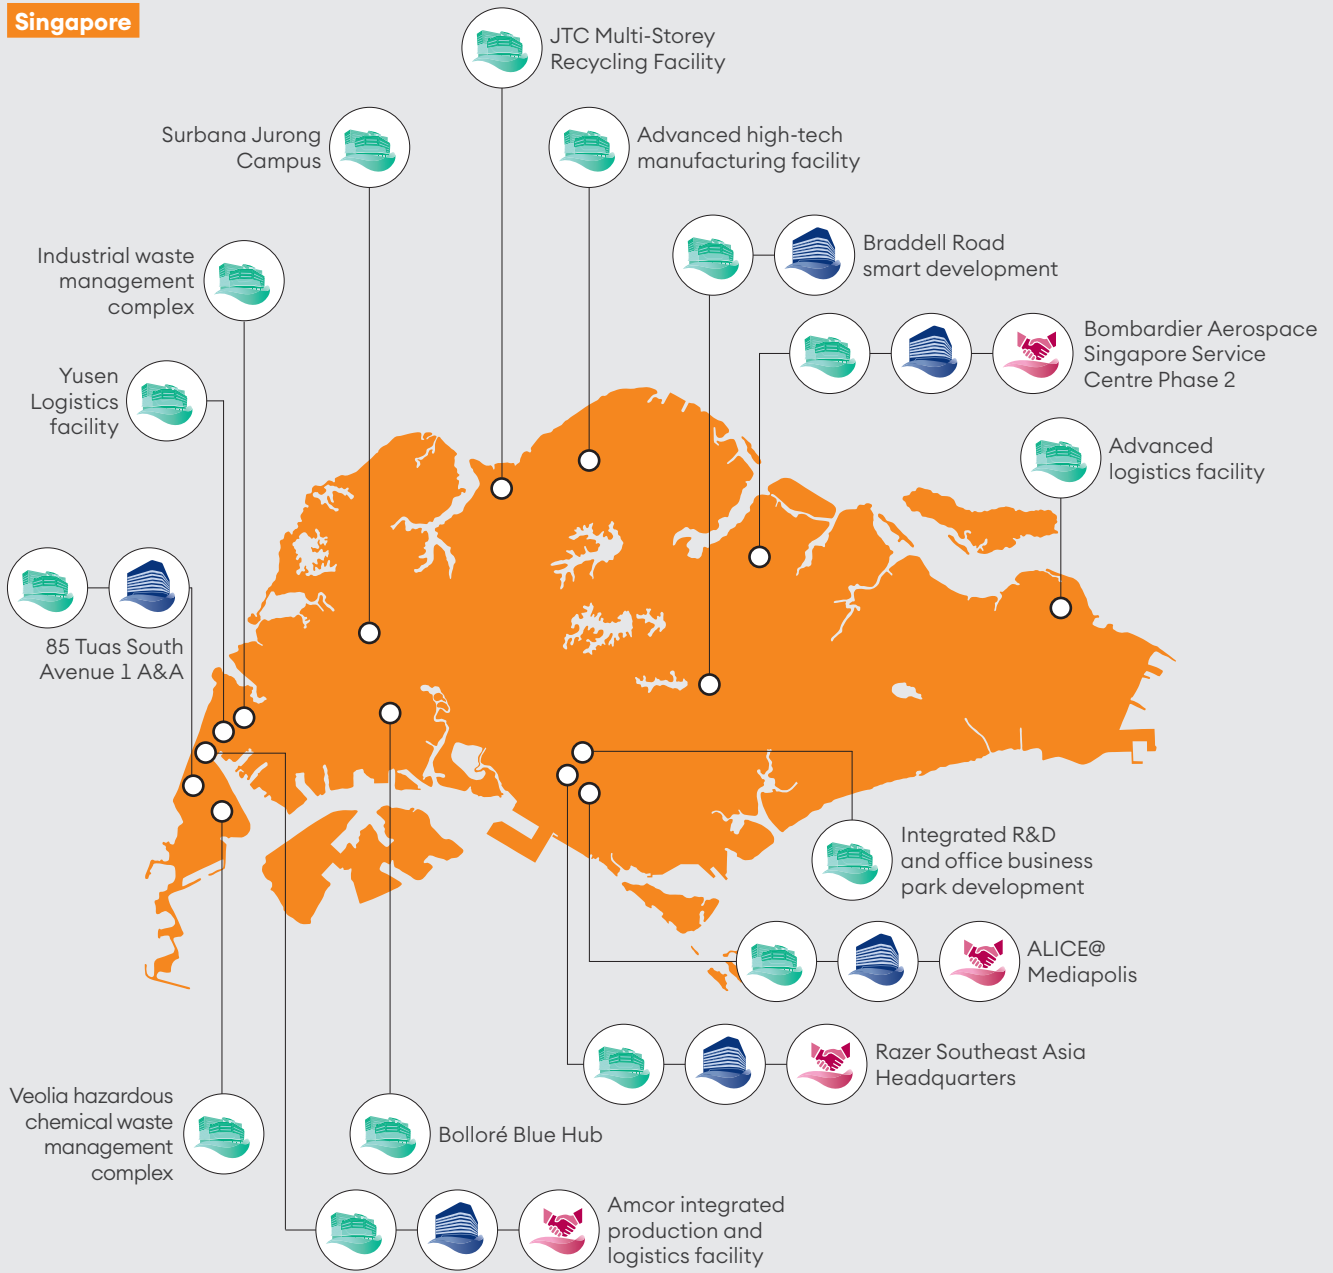 Singapore
JTC Multi-Storey
Recycling Facility
Surbana Jurong
Campus
Advanced high-tech
manufacturing facility
Industrial waste
management
complex
Braddell Road
smart development
Bombardier Aerospace
Singapore Service
Centre Phase 2
Yusen
Logistics
facility
Advanced
logistics facility
85 Tuas South
Avenue 1 A&A
Integrated R&D
and office business
park development
ALICE@
Mediapolis
Razer Southeast Asia
Headquarters
Veolia hazardous
chemical waste
management
complex
Bolloré Blue Hub
Amcor integrated
production and
logistics facility